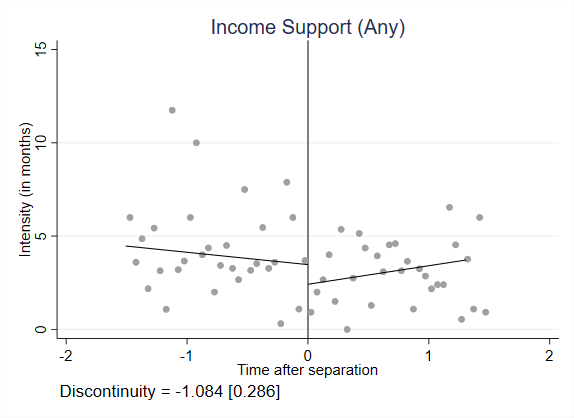 Income Support (Any)
Intensity (in months)
15
10
5
0
-2 -1 0 1 2
Time after separation
Discontinuity = -1.084 [0.286]